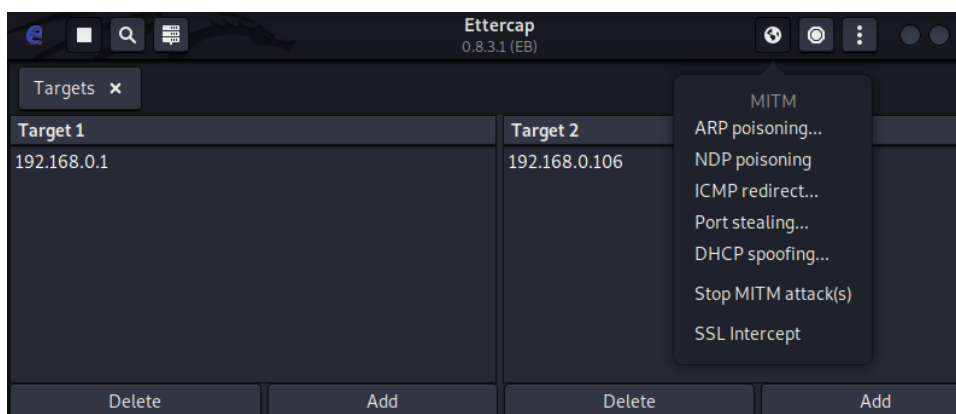 Ettercap
0.8.3.1 (EB)
Targets
Target 1
Target 2
192.168.0.1
192.168.0.106
MITM
ARP poisoning...
NDP poisoning
ICMP redirect...
Port stealing...
DHCP spoofing...
Stop MITM attack(s)
SSL Intercept
Delete
Add
Delete
Add